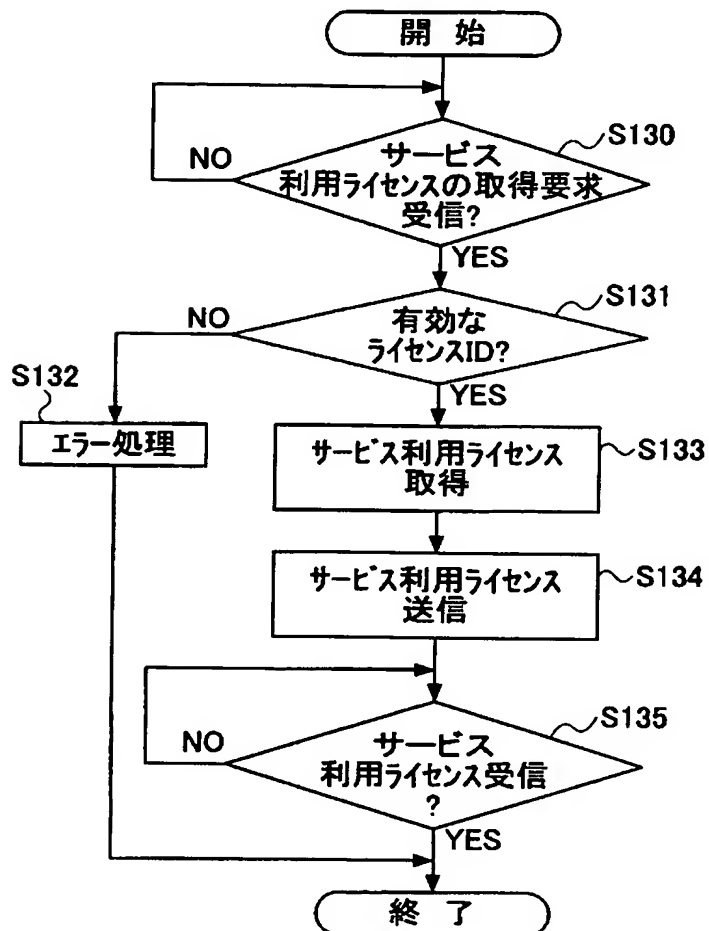 開始
S130
NO
サービス
利用ライセンスの取得要求
受信?
YES
S131
NO
有効な
ライセンスID?
YES
S132
エラー処理
サービス利用ライセンス
取得
S133
サービス利用ライセンス
送信
S134
S135
NO
サービス
利用ライセンス受信
?
YES
終了